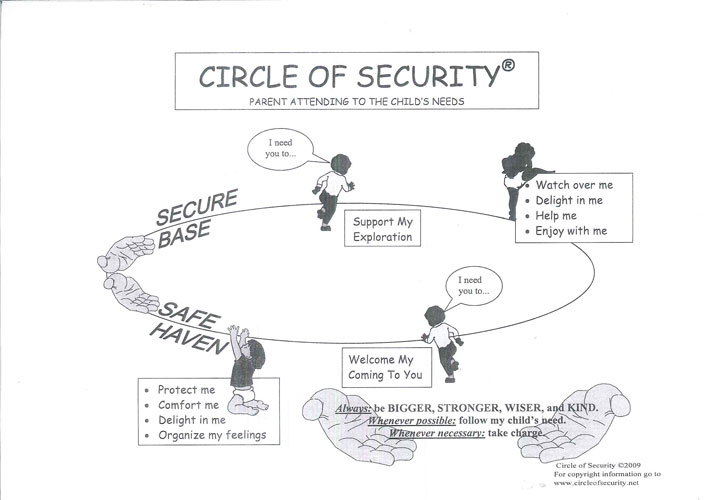 CIRCLE OF SECURITY®
PARENT ATTENDING TO THE CHILD'S NEEDS
I need
you to...
SECURE
BASE
Support My
Exploration
• Watch over me
• Delight in me
• Help me
• Enjoy with me
I need
you to...
SAFE
HAVEN
Welcome My
Coming To You
• Protect me
• Comfort me
• Delight in me
• Organize my feelings
Always: be BIGGER, STRONGER, WISER, and KIND.
Whenever possible: follow my child's need.
Whenever necessary: take charge.
Circle of Security ©2009
For copyright information go to
www.circleofsecurity.net